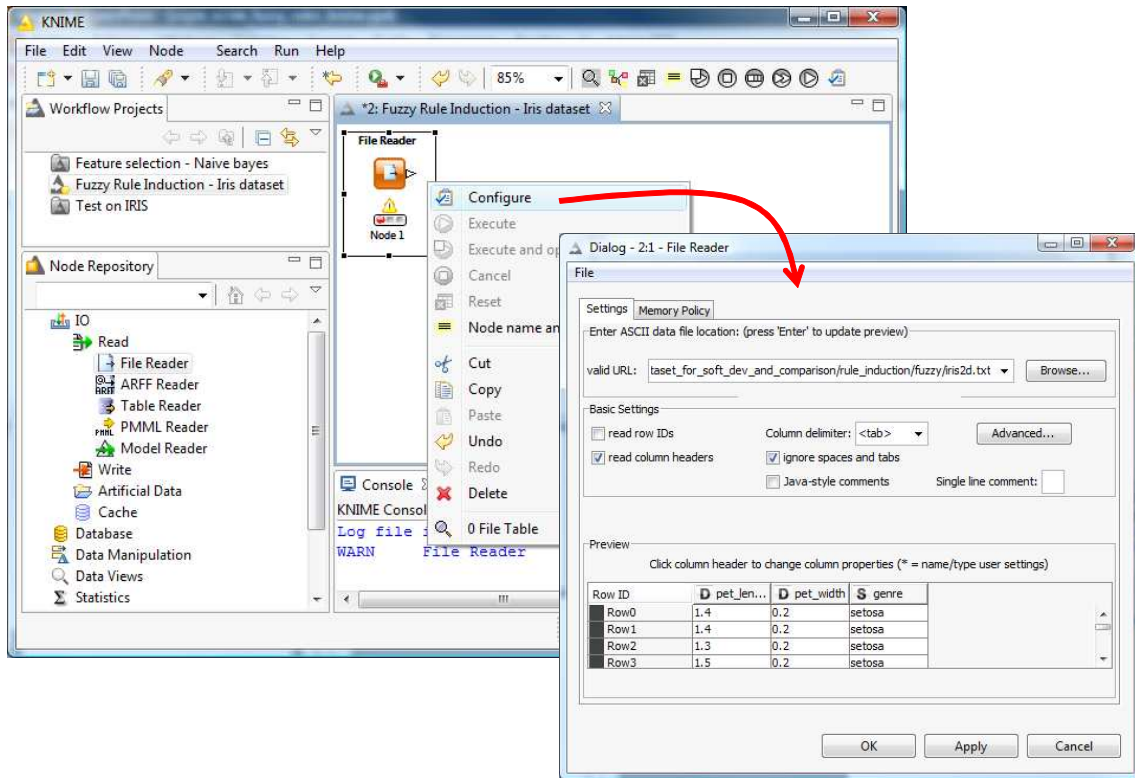 KNIME
File Edit View Node Search Run Help
85%
Workflow Projects
*2: Fuzzy Rule Induction - Iris dataset
Feature selection - Naive bayes
Fuzzy Rule Induction - Iris dataset
Test on IRIS
File Reader
Node 1
Configure
Execute
Execute and op
Cancel
Reset
Node name an
Cut
Copy
Paste
Undo
Redo
Delete
0 File Table
Node Repository
IO
Read
File Reader
ARFF Reader
Table Reader
PMML Reader
Model Reader
Write
Artificial Data
Cache
Database
Data Manipulation
Data Views
Statistics
Console
KNIME Consol
Log file i
WARN File Reader
Dialog - 2:1 - File Reader
File
Settings Memory Policy
Enter ASCII data file location: (press 'Enter' to update preview)
valid URL: taset_for_soft_dev_and_comparison/rule_induction/fuzzy/iris2d.txt Browse...
Basic Settings
read row IDs Column delimiter: <tab> Advanced...
read column headers ignore spaces and tabs
Java-style comments Single line comment:
Preview
Click column header to change column properties (* = name/type user settings)
Row ID D pet_len... D pet_width S genre
Row0 1.4 0.2 setosa
Row1 1.4 0.2 setosa
Row2 1.3 0.2 setosa
Row3 1.5 0.2 setosa
OK Apply Cancel